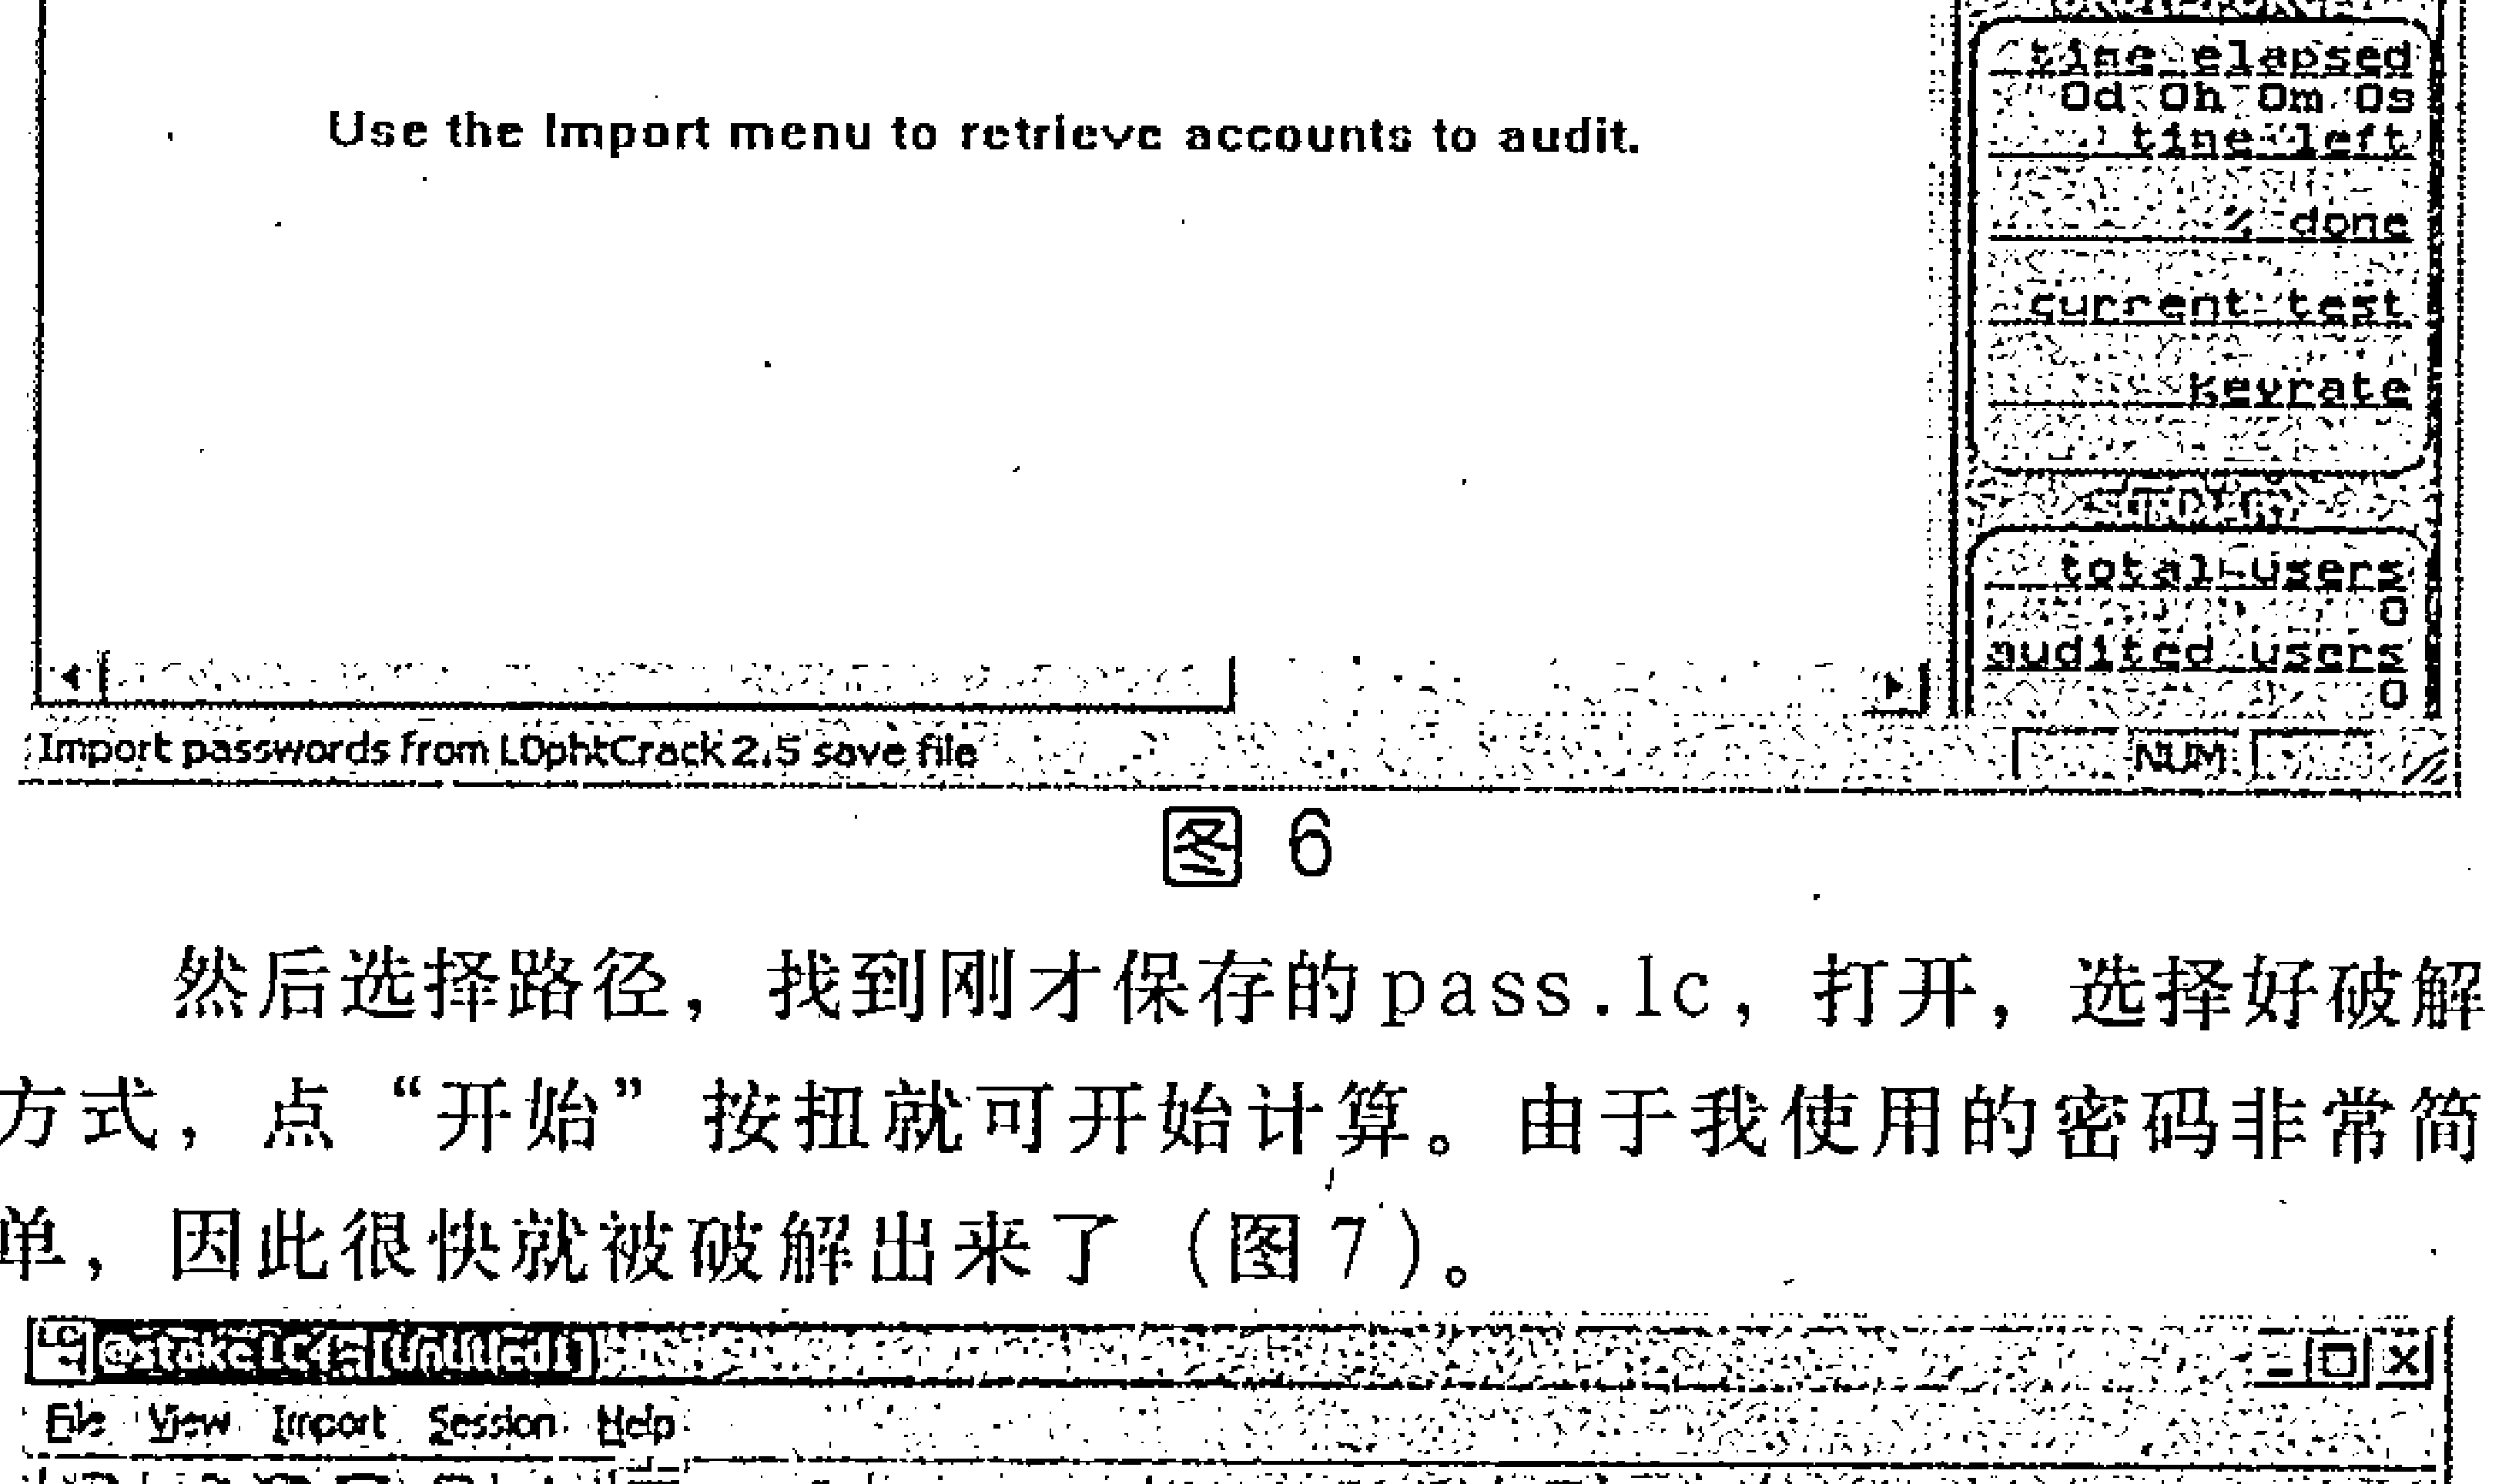 time elapsed
0d 0h 0m 0s
Use the Import menu to retrieve accounts to audit.
time left
% done
current test
keyrate
total users
0
audited users
0
Import passwords from L0phtCrack 2.5 save file
NUM
图 6
然后选择路径，找到刚才保存的pass.lc，打开，选择好破解
方式，点“开始”按扭就可开始计算。由于我使用的密码非常简
单，因此很快就被破解出来了（图7）。
@stake LC4 - [Untitled1]
File View Import Session Help